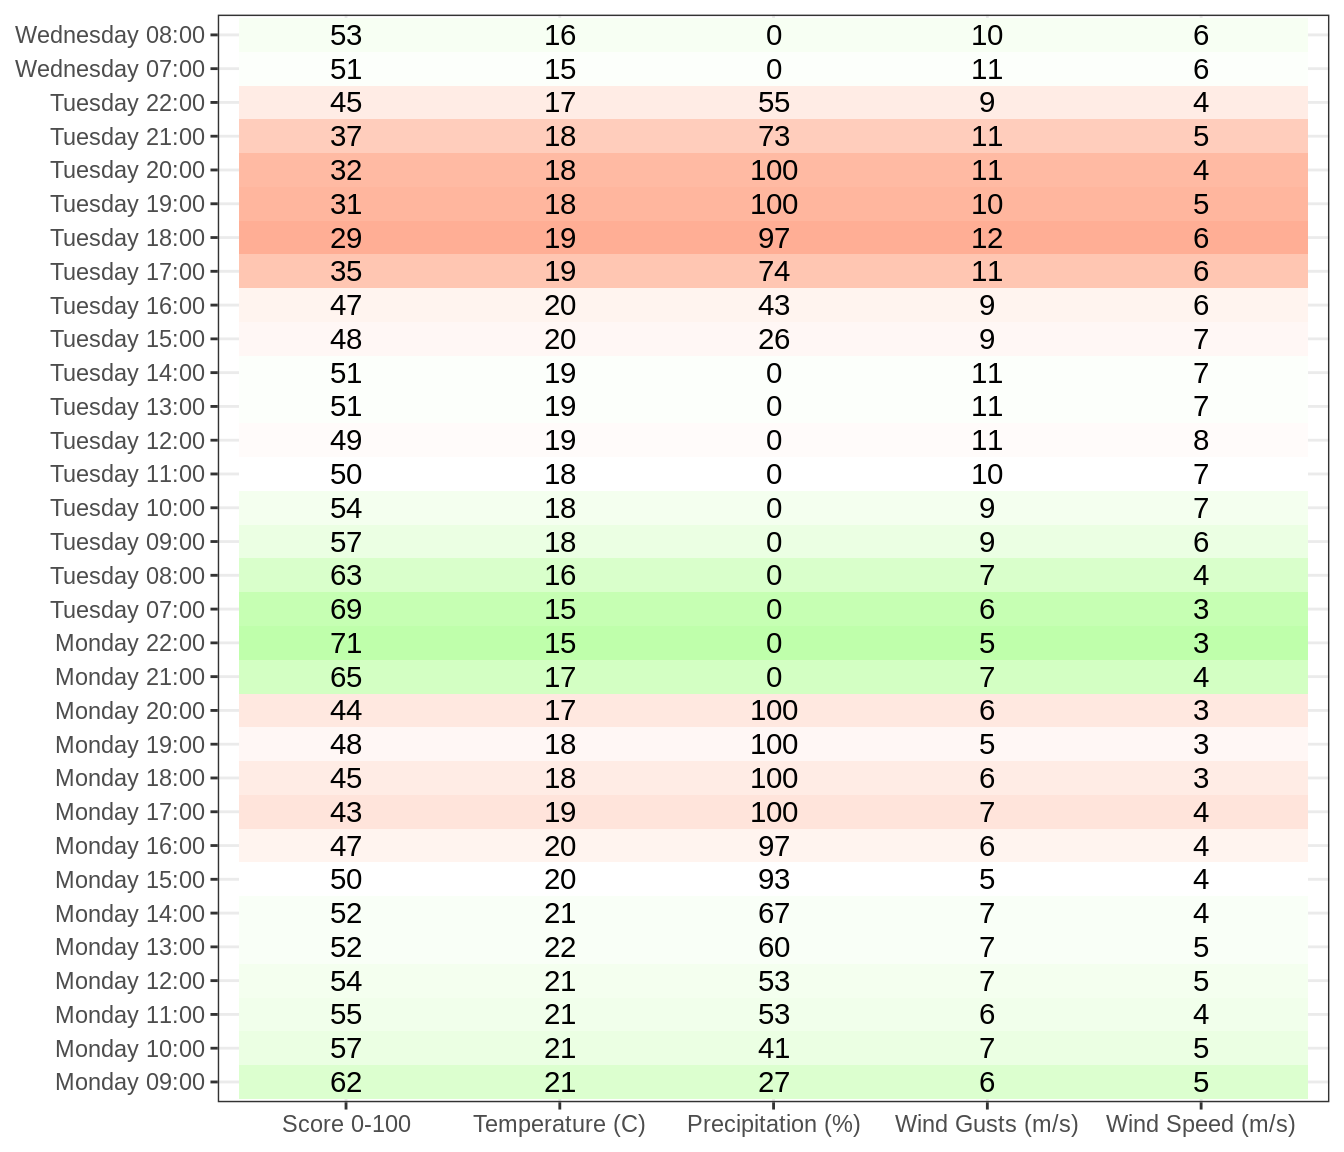 Wednesday 08:00 53 16 0 10 6
Wednesday 07:00 51 15 0 11 6
Tuesday 22:00 45 17 55 9 4
Tuesday 21:00 37 18 73 11 5
Tuesday 20:00 32 18 100 11 4
Tuesday 19:00 31 18 100 10 5
Tuesday 18:00 29 19 97 12 6
Tuesday 17:00 35 19 74 11 6
Tuesday 16:00 47 20 43 9 6
Tuesday 15:00 48 20 26 9 7
Tuesday 14:00 51 19 0 11 7
Tuesday 13:00 51 19 0 11 7
Tuesday 12:00 49 19 0 11 8
Tuesday 11:00 50 18 0 10 7
Tuesday 10:00 54 18 0 9 7
Tuesday 09:00 57 18 0 9 6
Tuesday 08:00 63 16 0 7 4
Tuesday 07:00 69 15 0 6 3
Monday 22:00 71 15 0 5 3
Monday 21:00 65 17 0 7 4
Monday 20:00 44 17 100 6 3
Monday 19:00 48 18 100 5 3
Monday 18:00 45 18 100 6 3
Monday 17:00 43 19 100 7 4
Monday 16:00 47 20 97 6 4
Monday 15:00 50 20 93 5 4
Monday 14:00 52 21 67 7 4
Monday 13:00 52 22 60 7 5
Monday 12:00 54 21 53 7 5
Monday 11:00 55 21 53 6 4
Monday 10:00 57 21 41 7 5
Monday 09:00 62 21 27 6 5
Score 0-100 Temperature (C) Precipitation (%) Wind Gusts (m/s) Wind Speed (m/s)